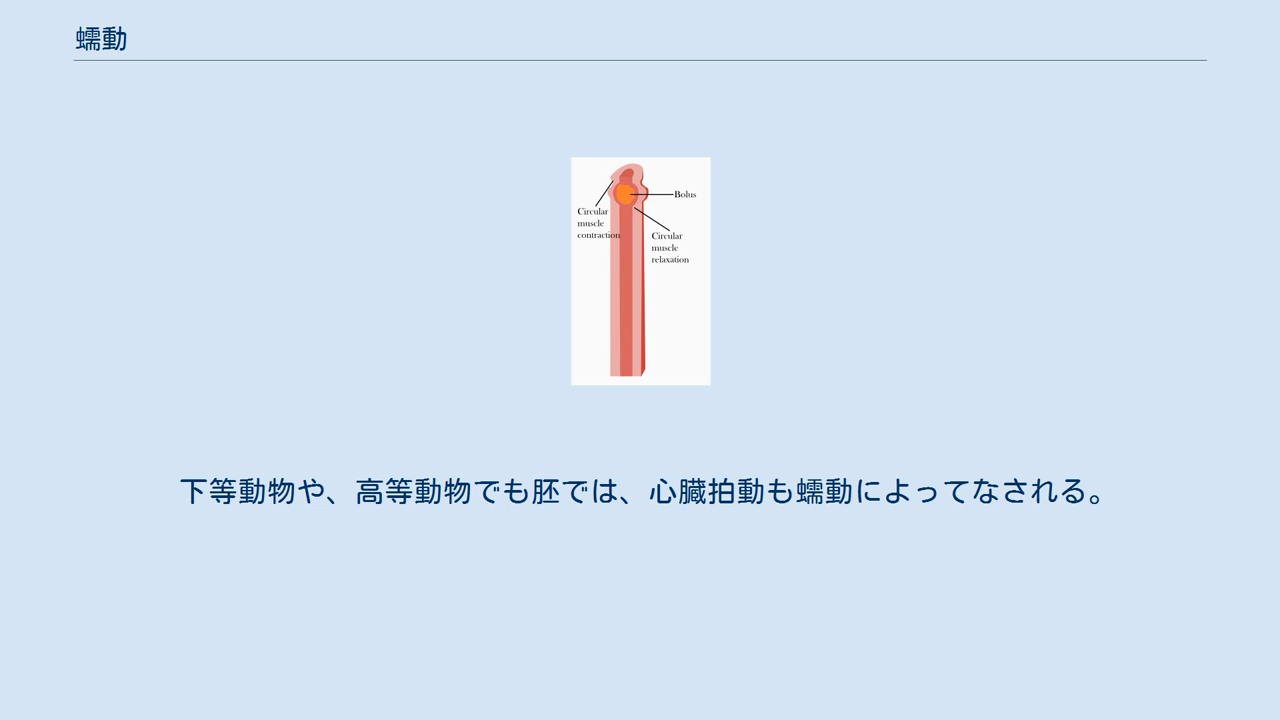 蠕動
Bolus
Circular
muscle
contraction
Circular
muscle
relaxation
下等動物や、高等動物でも胚では、心臓拍動も蠕動によってなされる。